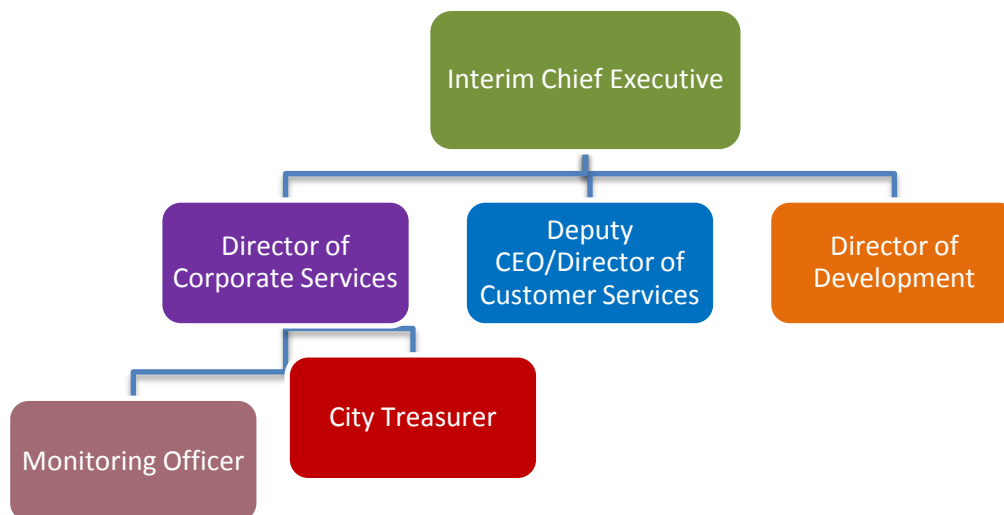 Interim Chief Executive
Director of
Corporate Services
Deputy
CEO/Director of
Customer Services
Director of
Development
City Treasurer
Monitoring Officer